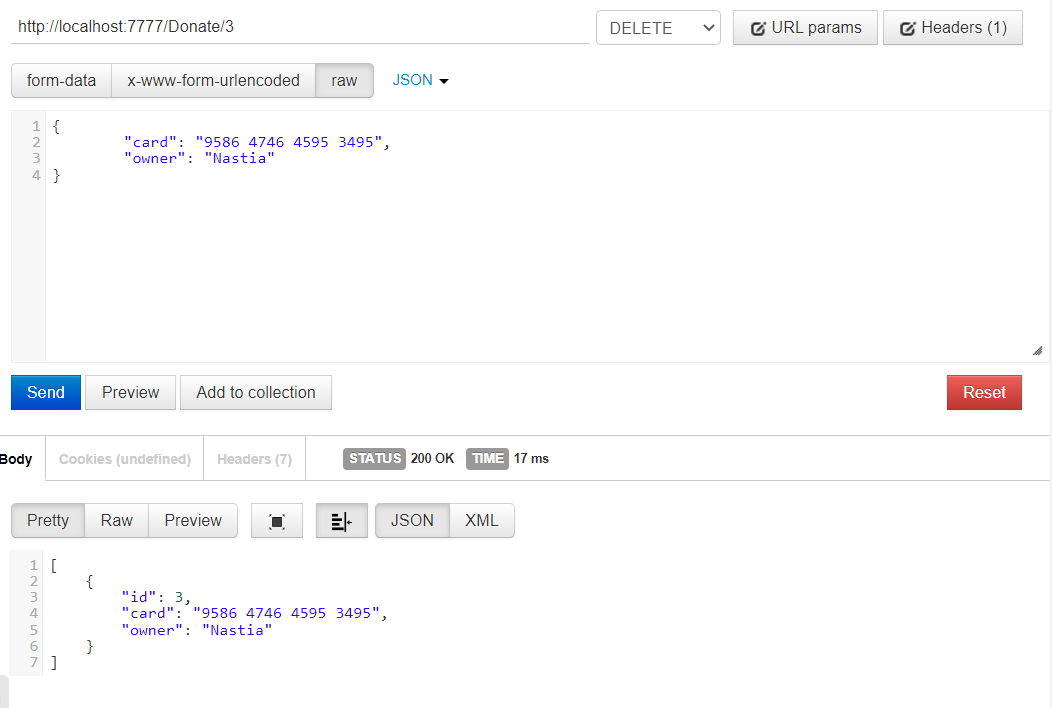 http://localhost:7777/Donate/3 DELETE URL params Headers (1)
form-data x-www-form-urlencoded raw JSON
1 {
2 "card": "9586 4746 4595 3495",
3 "owner": "Nastia"
4 }
Send Preview Add to collection Reset
Body Cookies (undefined) Headers (7) STATUS 200 OK TIME 17 ms
Pretty Raw Preview JSON XML
1 [
2 {
3 "id": 3,
4 "card": "9586 4746 4595 3495",
5 "owner": "Nastia"
6 }
7 ]